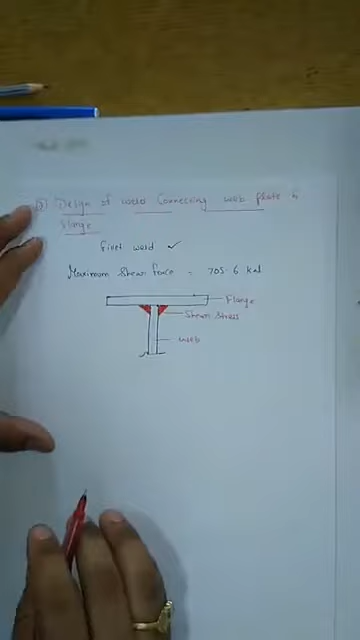 ③ Design of weld Connecting web plate &
flange
fillet weld ✓
Maximum Shear force = 705.6 kN
Flange
Shear stress
web